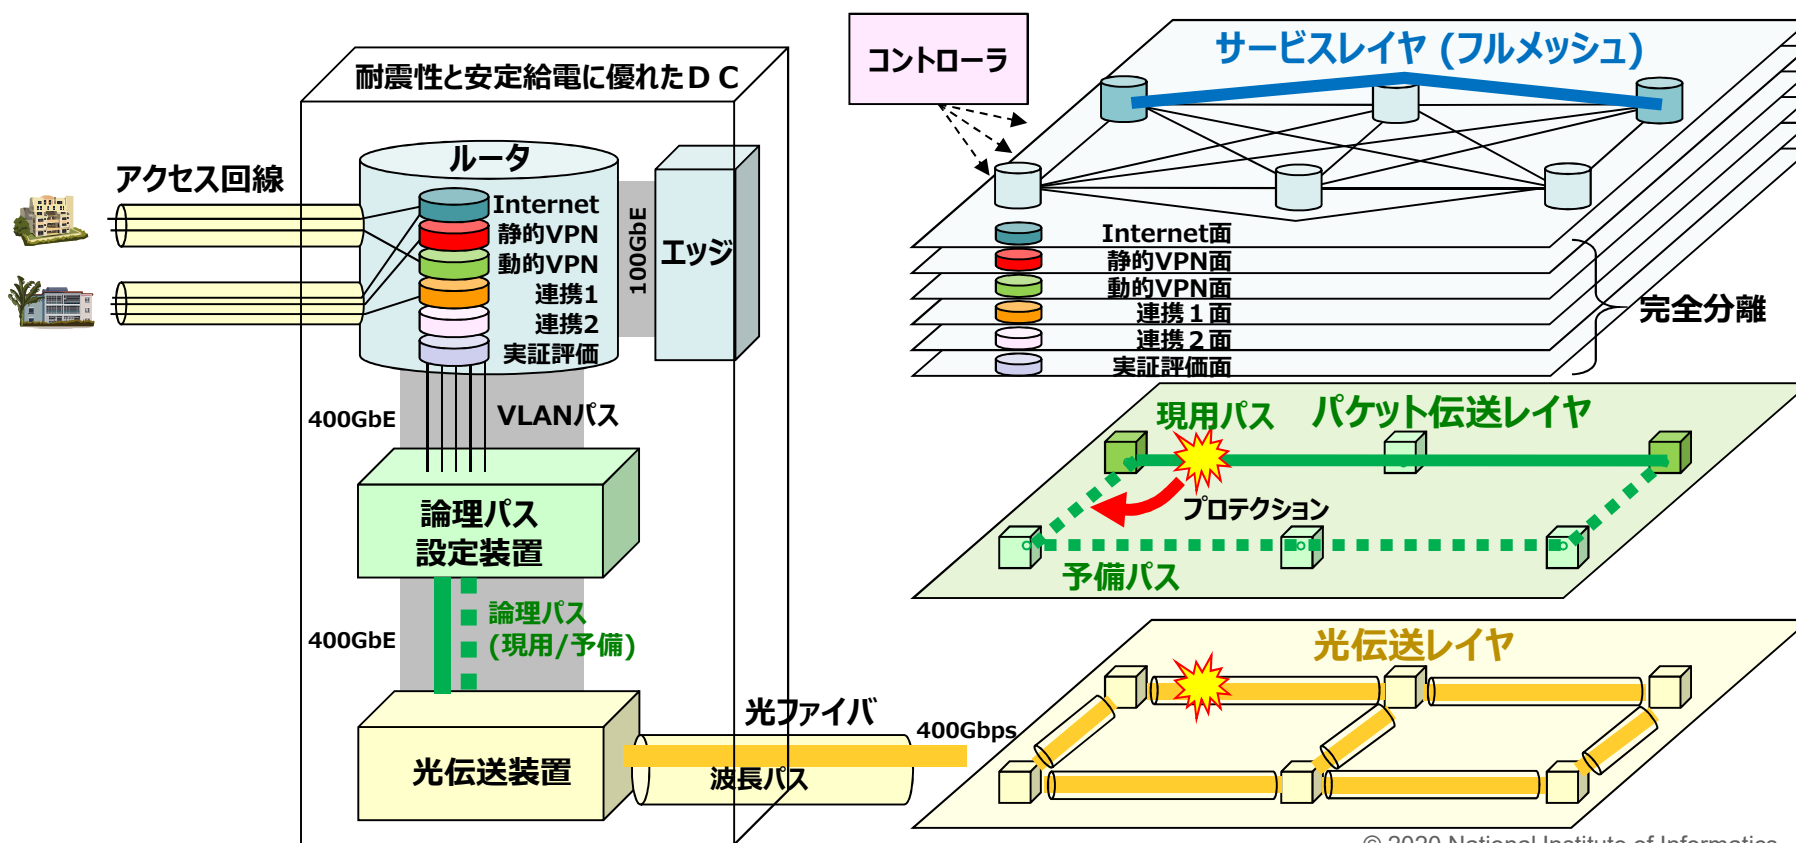 耐震性と安定給電に優れたＤＣ
アクセス回線
ルータ
Internet
静的VPN
動的VPN
連携1
連携2
実証評価
100GbE
エッジ
400GbE
VLANパス
論理パス
設定装置
400GbE
論理パス
(現用/予備)
光伝送装置
光ファイバ
波長パス
400Gbps
コントローラ
サービスレイヤ (フルメッシュ)
Internet面
静的VPN面
動的VPN面
連携１面
連携２面
実証評価面
完全分離
現用パス
パケット伝送レイヤ
プロテクション
予備パス
光伝送レイヤ
© 2020 National Institute of Informatics